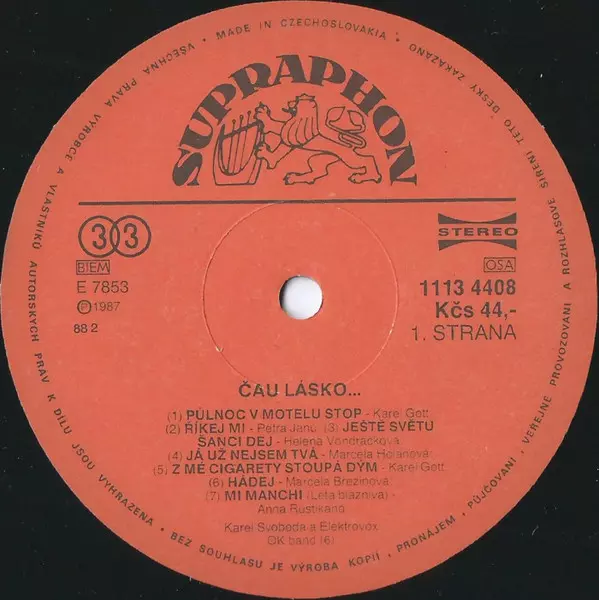 VŠECHNA PRÁVA VÝROBCE A VLASTNÍKŮ AUTORSKÝCH PRÁV K DÍLU JSOU VYHRAZENA • BEZ SOUHLASU JE VÝROBA KOPIÍ, PRONÁJEM, PŮJČOVÁNÍ, VEŘEJNÉ PROVOZOVÁNÍ A ROZHLASOVÉ ŠÍŘENÍ TÉTO DESKY ZAKÁZÁNO • MADE IN CZECHOSLOVAKIA •
SUPRAPHON
33
STEREO
BIEM
OSA
E 7853
1113 4408
Ⓟ 1987
Kčs 44,-
88 2
1. STRANA
ČAU LÁSKO...
(1) PŮLNOC V MOTELU STOP - Karel Gott
(2) ŘÍKEJ MI - Petra Janů (3) JEŠTĚ SVĚTU
ŠANCI DEJ - Helena Vondráčková
(4) JÁ UŽ NEJSEM TVÁ - Marcela Holanová
(5) Z MÉ CIGARETY STOUPÁ DÝM - Karel Gott
(6) HÁDEJ - Marcela Březinová
(7) MI MANCHI (Léta bláznivá) -
Anna Rusticano
Karel Svoboda a Elektrovox
OK band (6)